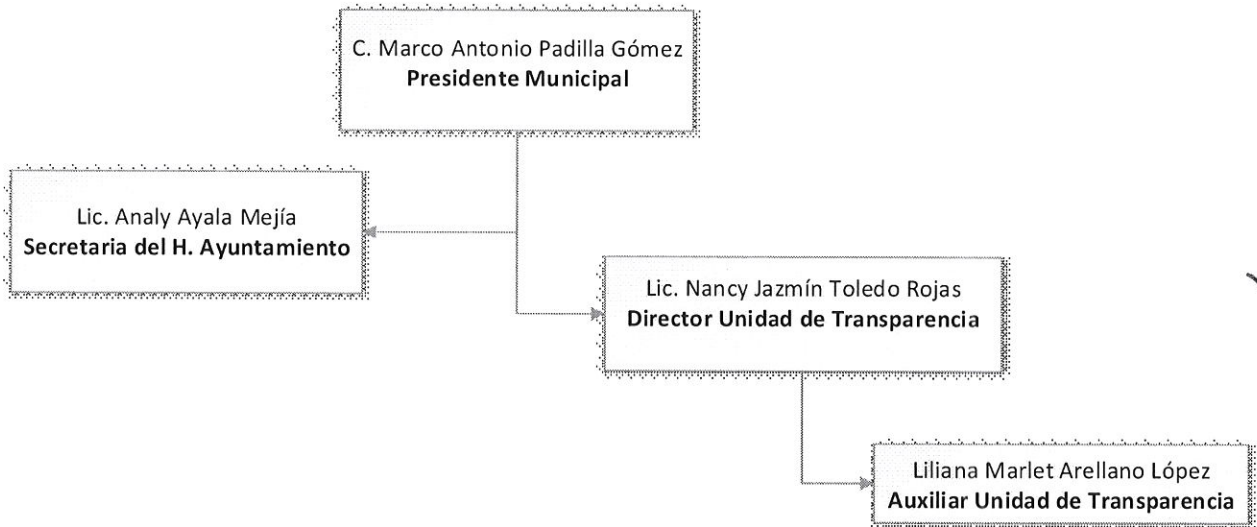 C. Marco Antonio Padilla Gómez
Presidente Municipal
Lic. Analy Ayala Mejía
Secretaria del H. Ayuntamiento
Lic. Nancy Jazmín Toledo Rojas
Director Unidad de Transparencia
Liliana Marlet Arellano López
Auxiliar Unidad de Transparencia